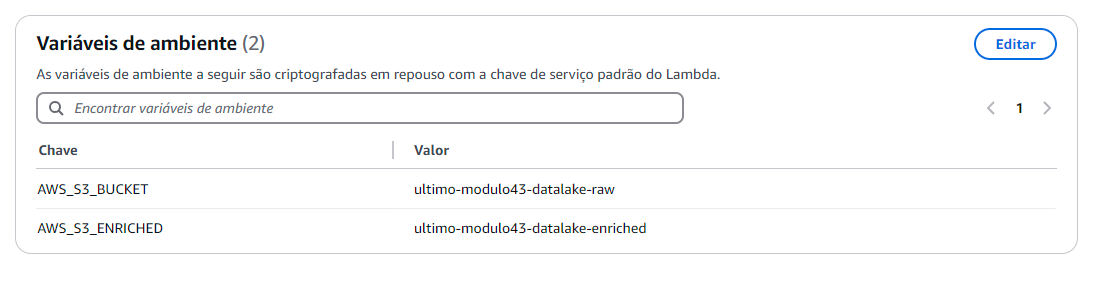 Variáveis de ambiente (2)
Editar
As variáveis de ambiente a seguir são criptografadas em repouso com a chave de serviço padrão do Lambda.
Encontrar variáveis de ambiente
1
Chave Valor
AWS_S3_BUCKET ultimo-modulo43-datalake-raw
AWS_S3_ENRICHED ultimo-modulo43-datalake-enriched